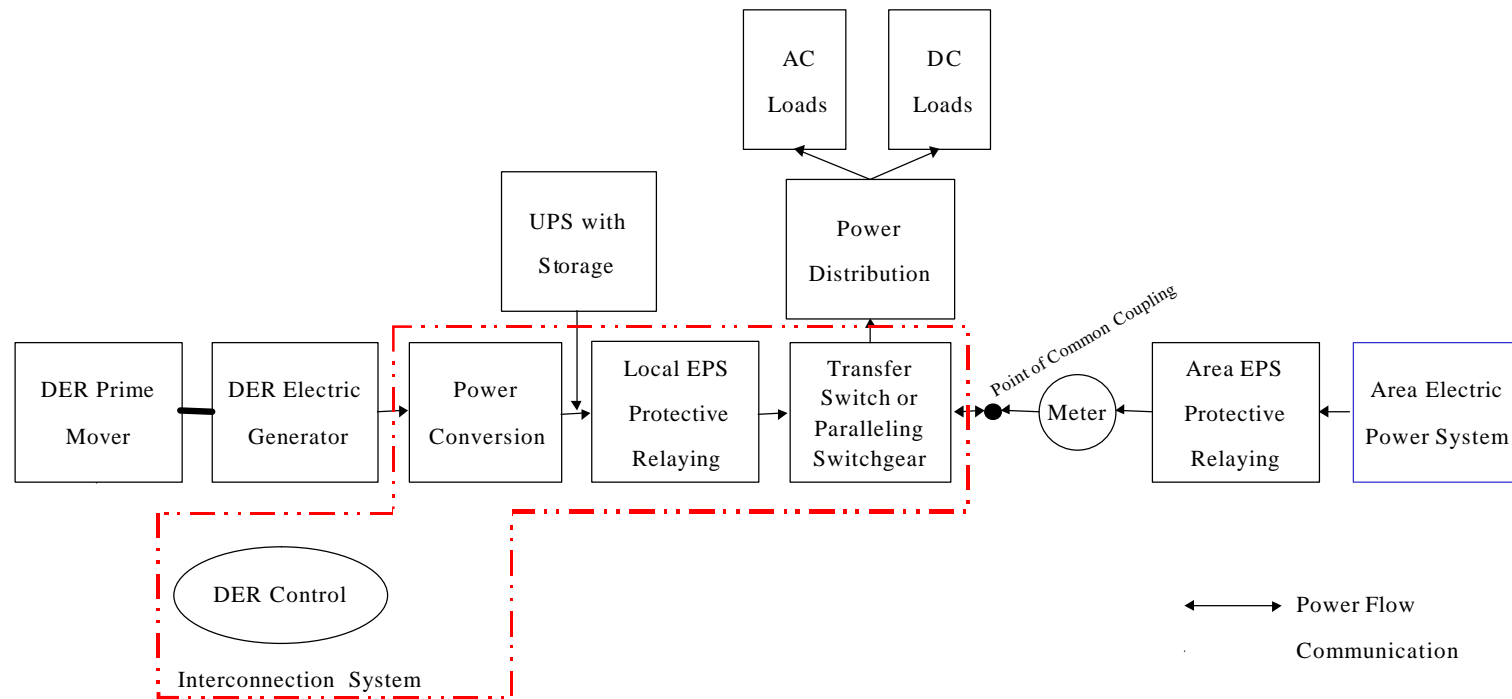 AC
Loads
DC
Loads
UPS with
Storage
Power
Distribution
Point of Common Coupling
DER Prime
Mover
DER Electric
Generator
Power
Conversion
Local EPS
Protective
Relaying
Transfer
Switch or
Paralleling
Switchgear
Meter
Area EPS
Protective
Relaying
Area Electric
Power System
DER Control
Interconnection System
Power Flow
Communication